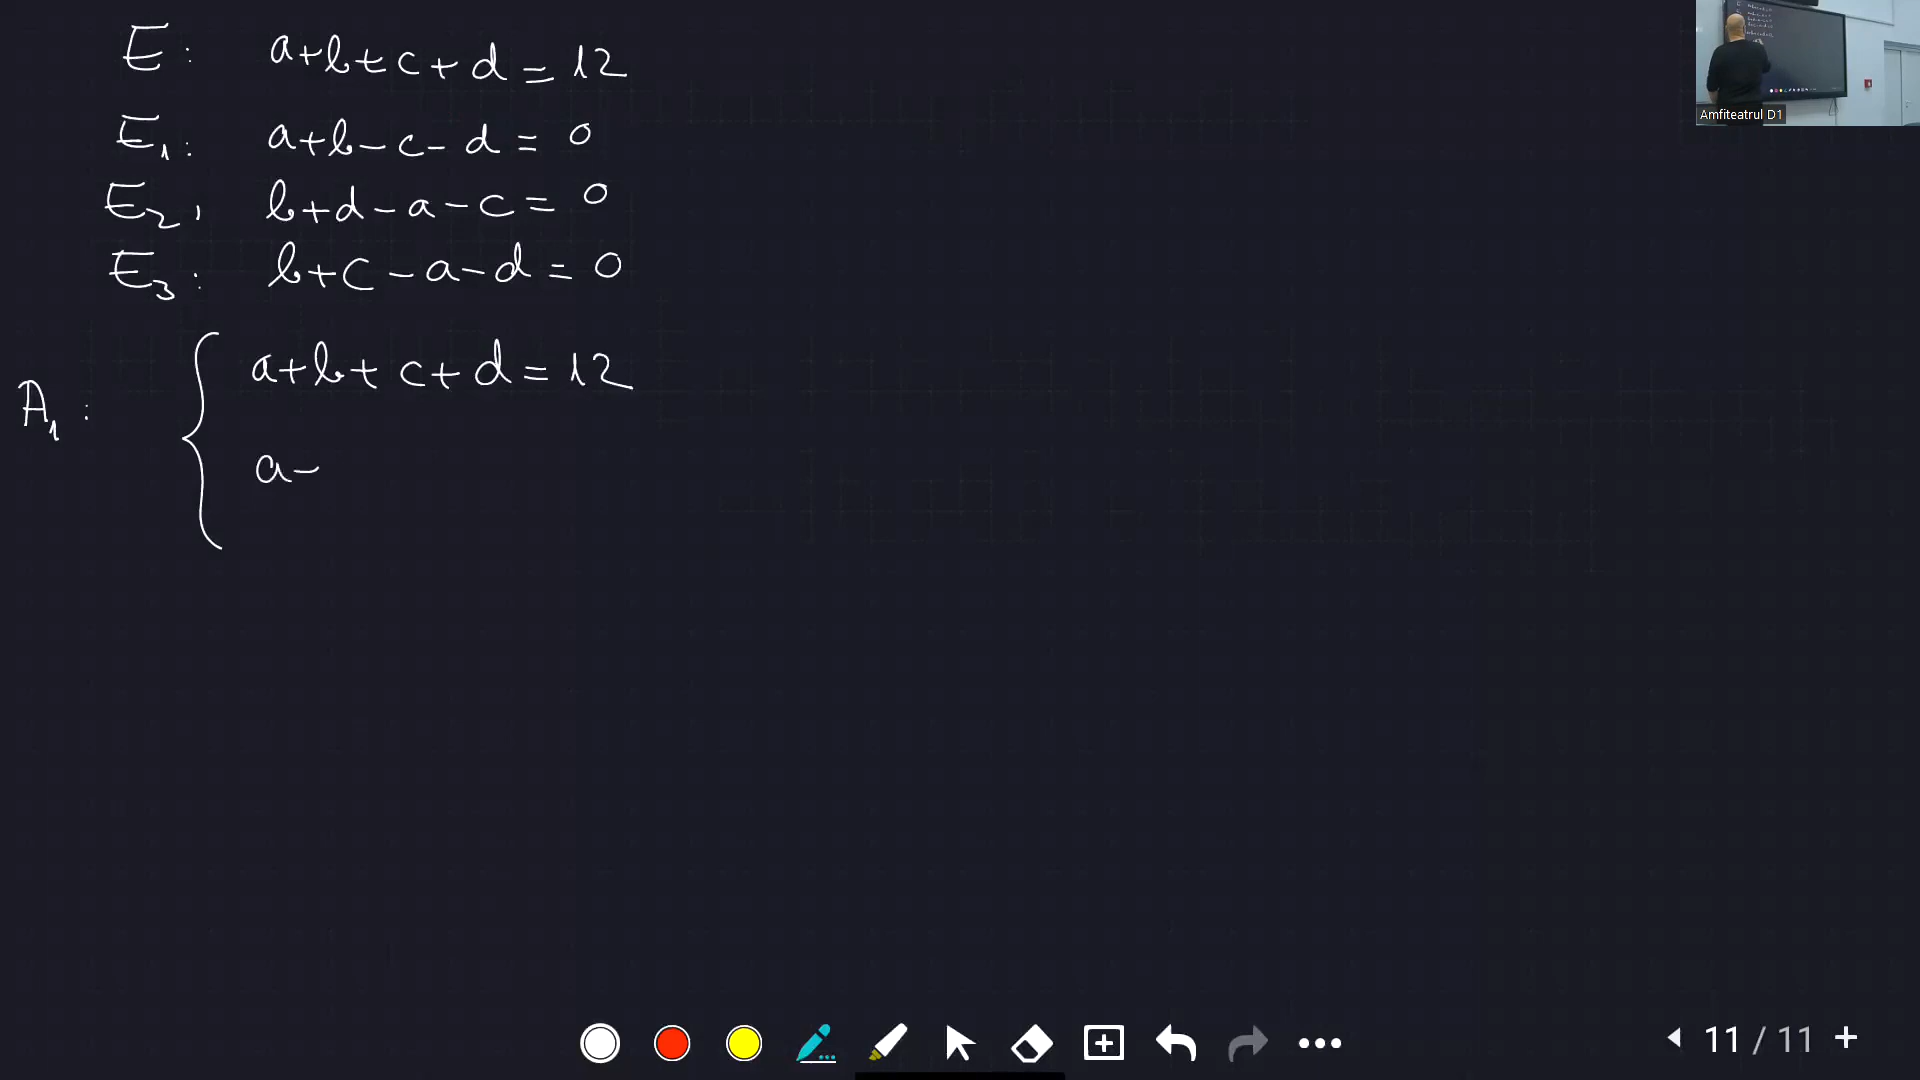 E: a+b+c+d=12
Amfiteatrul D1
E₁: a+b-c-d=0
E₂, b+d-a-c=0
E₃: b+c-a-d=0
A₁: { a+b+c+d=12
a-
11 / 11